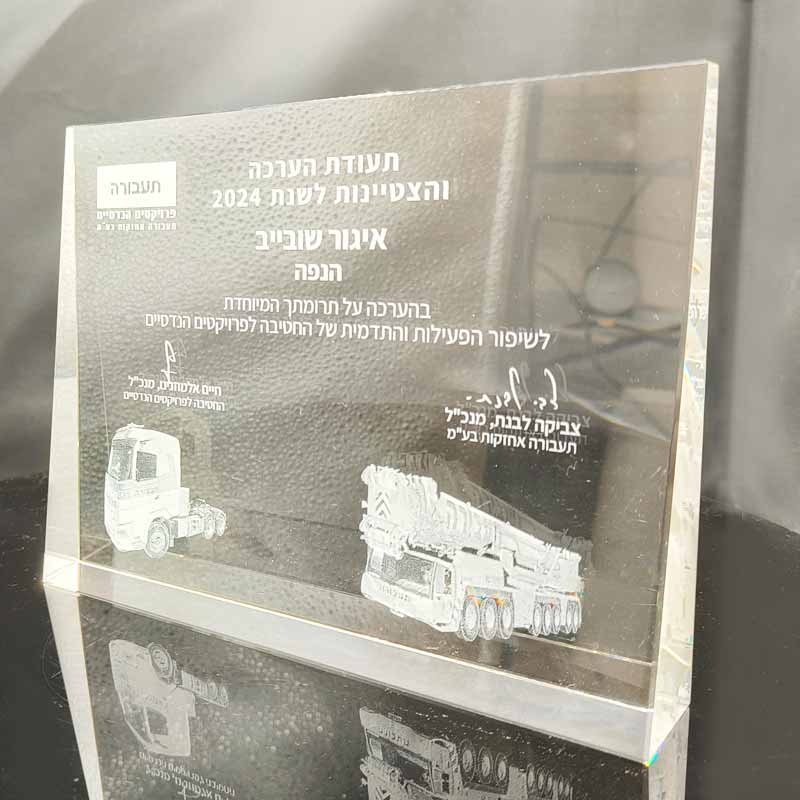 תעודת הערכה
והצטיינות לשנת 2024
תעבורה
פרויקטים הנדסיים
תעבורה אחזקות בע"מ
איגור שובייב
הנפה
בהערכה על תרומתך המיוחדת
לשיפור הפעילות והתדמית של החטיבה לפרויקטים הנדסיים
צביקה לבנת, מנכ"ל
תעבורה אחזקות בע"מ
חיים אלמוזנינו, מנכ"ל
החטיבה לפרויקטים הנדסיים